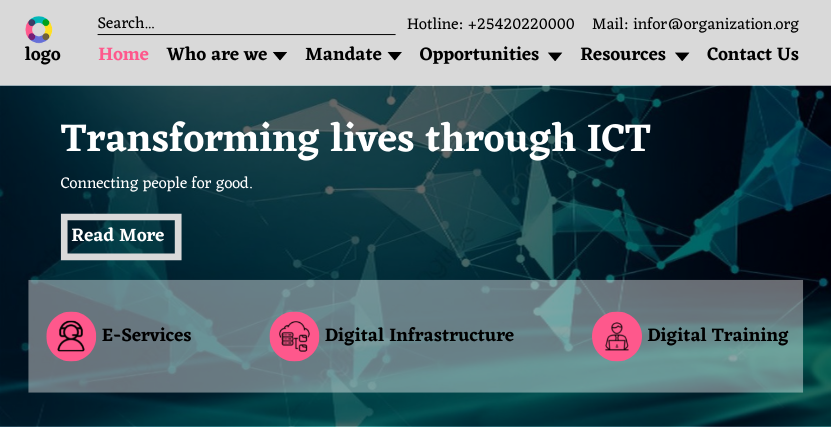 Search...
Hotline: +25420220000
Mail: infor@organization.org
logo
Home
Who are we
Mandate
Opportunities
Resources
Contact Us
Transforming lives through ICT
Connecting people for good.
Read More
E-Services
Digital Infrastructure
Digital Training